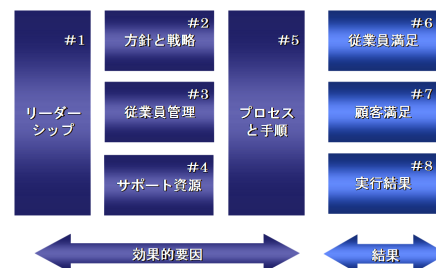 #1
リーダー
シップ
#2
方針と戦略
#3
従業員管理
#4
サポート資源
#5
プロセス
と手順
#6
従業員満足
#7
顧客満足
#8
実行結果
効果的要因
結果